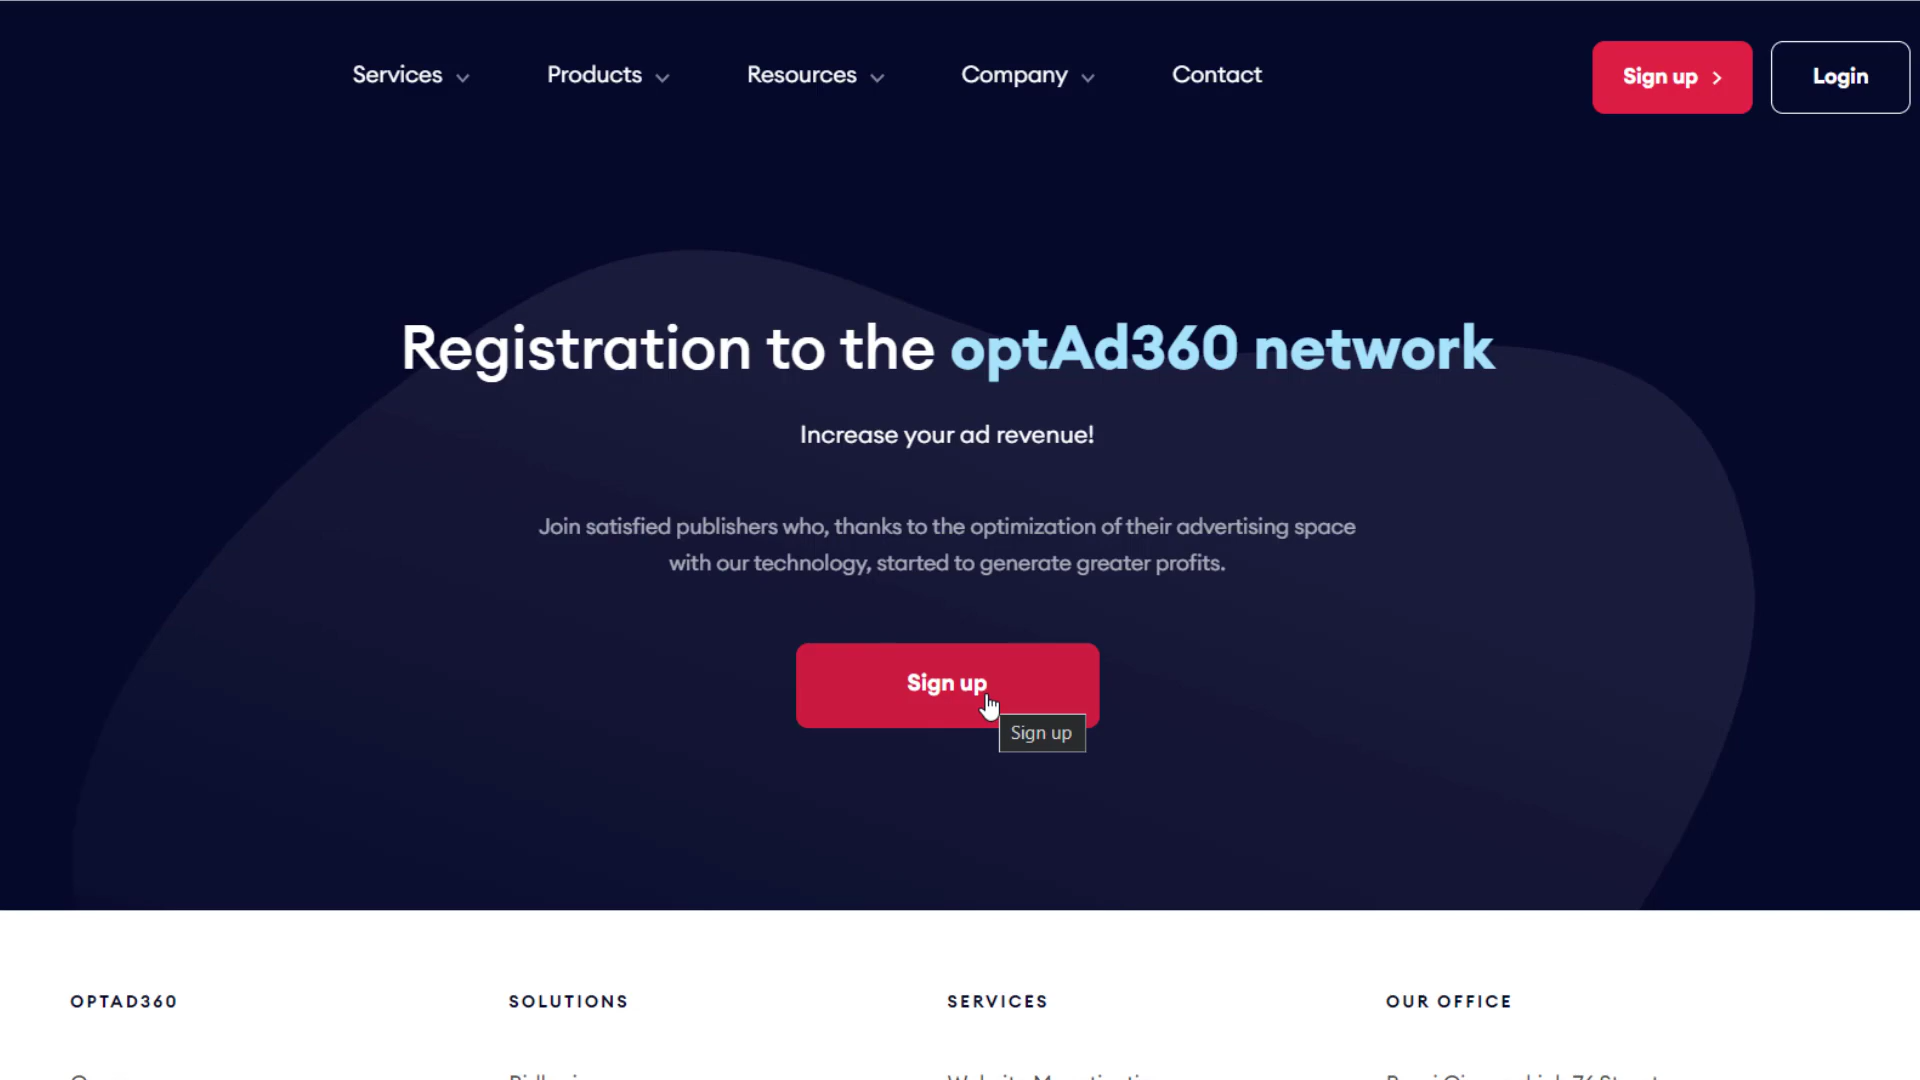 Services
Products
Resources
Company
Contact
Sign up
Login
Registration to the optAd360 network
Increase your ad revenue!
Join satisfied publishers who, thanks to the optimization of their advertising space
with our technology, started to generate greater profits.
Sign up
Sign up
OPTAD360
SOLUTIONS
SERVICES
OUR OFFICE